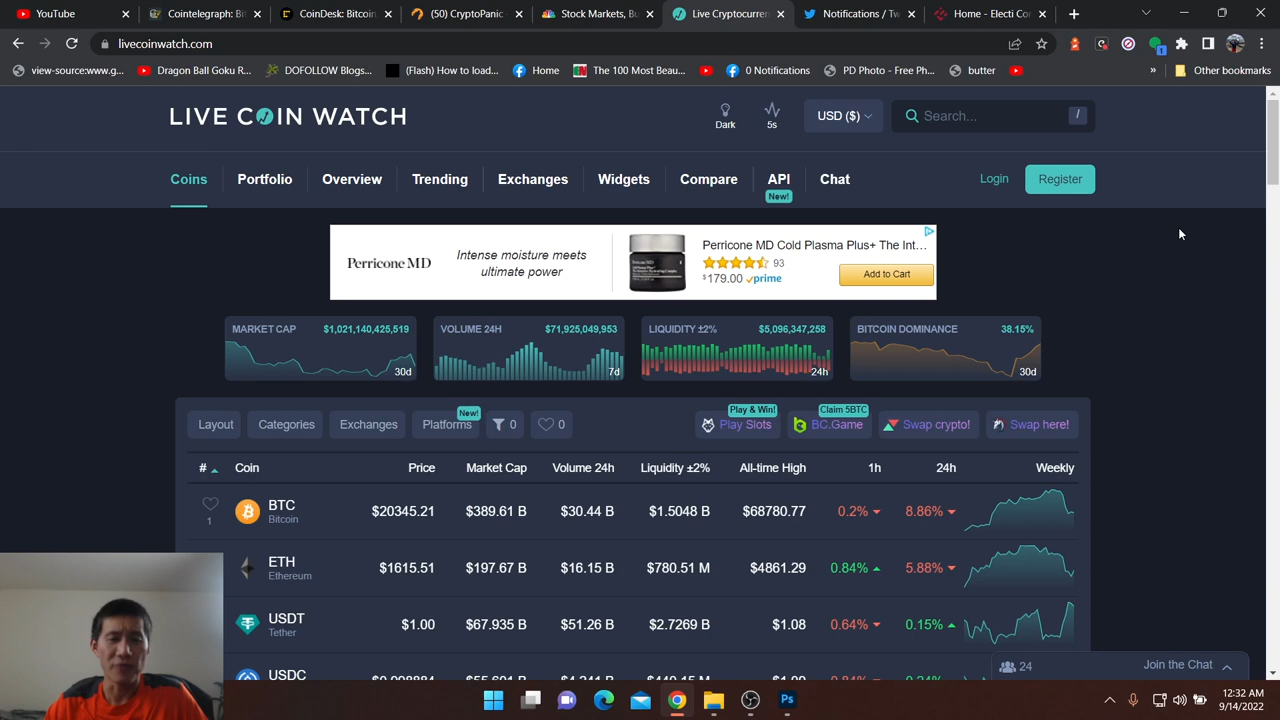 YouTube
Cointelegraph: Bit
CoinDesk: Bitcoin,
(50) CryptoPanic -
Stock Markets, Bu
Live Cryptocurren
Notifications / Tw
Home - Electi Cor
livecoinwatch.com
view-source:www.g...
Dragon Ball Goku R...
DOFOLLOW Blogs...
(Flash) How to load...
Home
The 100 Most Beau...
0 Notifications
PD Photo - Free Ph...
butter
»
Other bookmarks
LIVE COIN WATCH
Dark
5s
USD ($)
Search...
/
Coins
Portfolio
Overview
Trending
Exchanges
Widgets
Compare
API
New!
Chat
Login
Register
Perricone MD
Intense moisture meets
ultimate power
Perricone MD Cold Plasma Plus+ The Int...
93
$179.00 prime
Add to Cart
MARKET CAP $1,021,140,425,519
30d
VOLUME 24H $71,925,049,953
7d
LIQUIDITY ±2% $5,096,347,258
24h
BITCOIN DOMINANCE 38.15%
30d
Layout
Categories
Exchanges
New!
Platforms
0
0
Play & Win!
Play Slots
Claim 5BTC
BC.Game
Swap crypto!
Swap here!
# Coin Price Market Cap Volume 24h Liquidity ±2% All-time High 1h 24h Weekly
1 BTC $20345.21 $389.61 B $30.44 B $1.5048 B $68780.77 0.2% 8.86%
Bitcoin
ETH $1615.51 $197.67 B $16.15 B $780.51 M $4861.29 0.84% 5.88%
Ethereum
USDT $1.00 $67.935 B $51.26 B $2.7269 B $1.08 0.64% 0.15%
Tether
USDC
24
Join the Chat
12:32 AM
9/14/2022